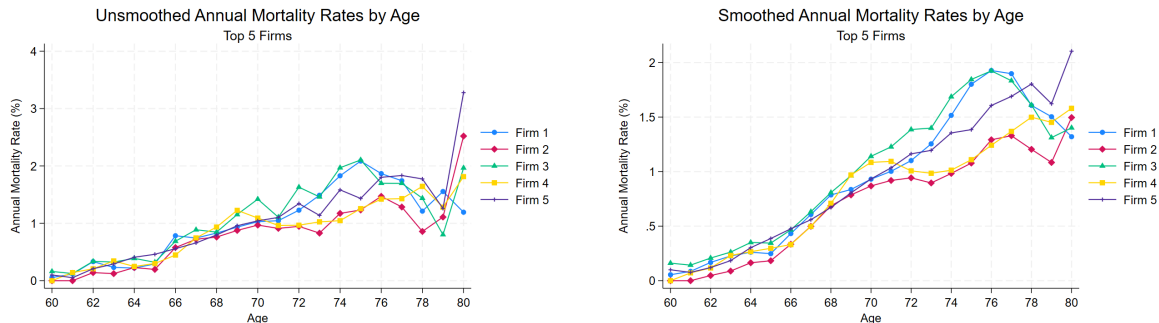 Unsmoothed Annual Mortality Rates by Age
Top 5 Firms
Annual Mortality Rate (%)
4
3
2
1
0
60 62 64 66 68 70 72 74 76 78 80
Age
Firm 1
Firm 2
Firm 3
Firm 4
Firm 5
Smoothed Annual Mortality Rates by Age
Top 5 Firms
Annual Mortality Rate (%)
2
1.5
1
.5
0
60 62 64 66 68 70 72 74 76 78 80
Age
Firm 1
Firm 2
Firm 3
Firm 4
Firm 5